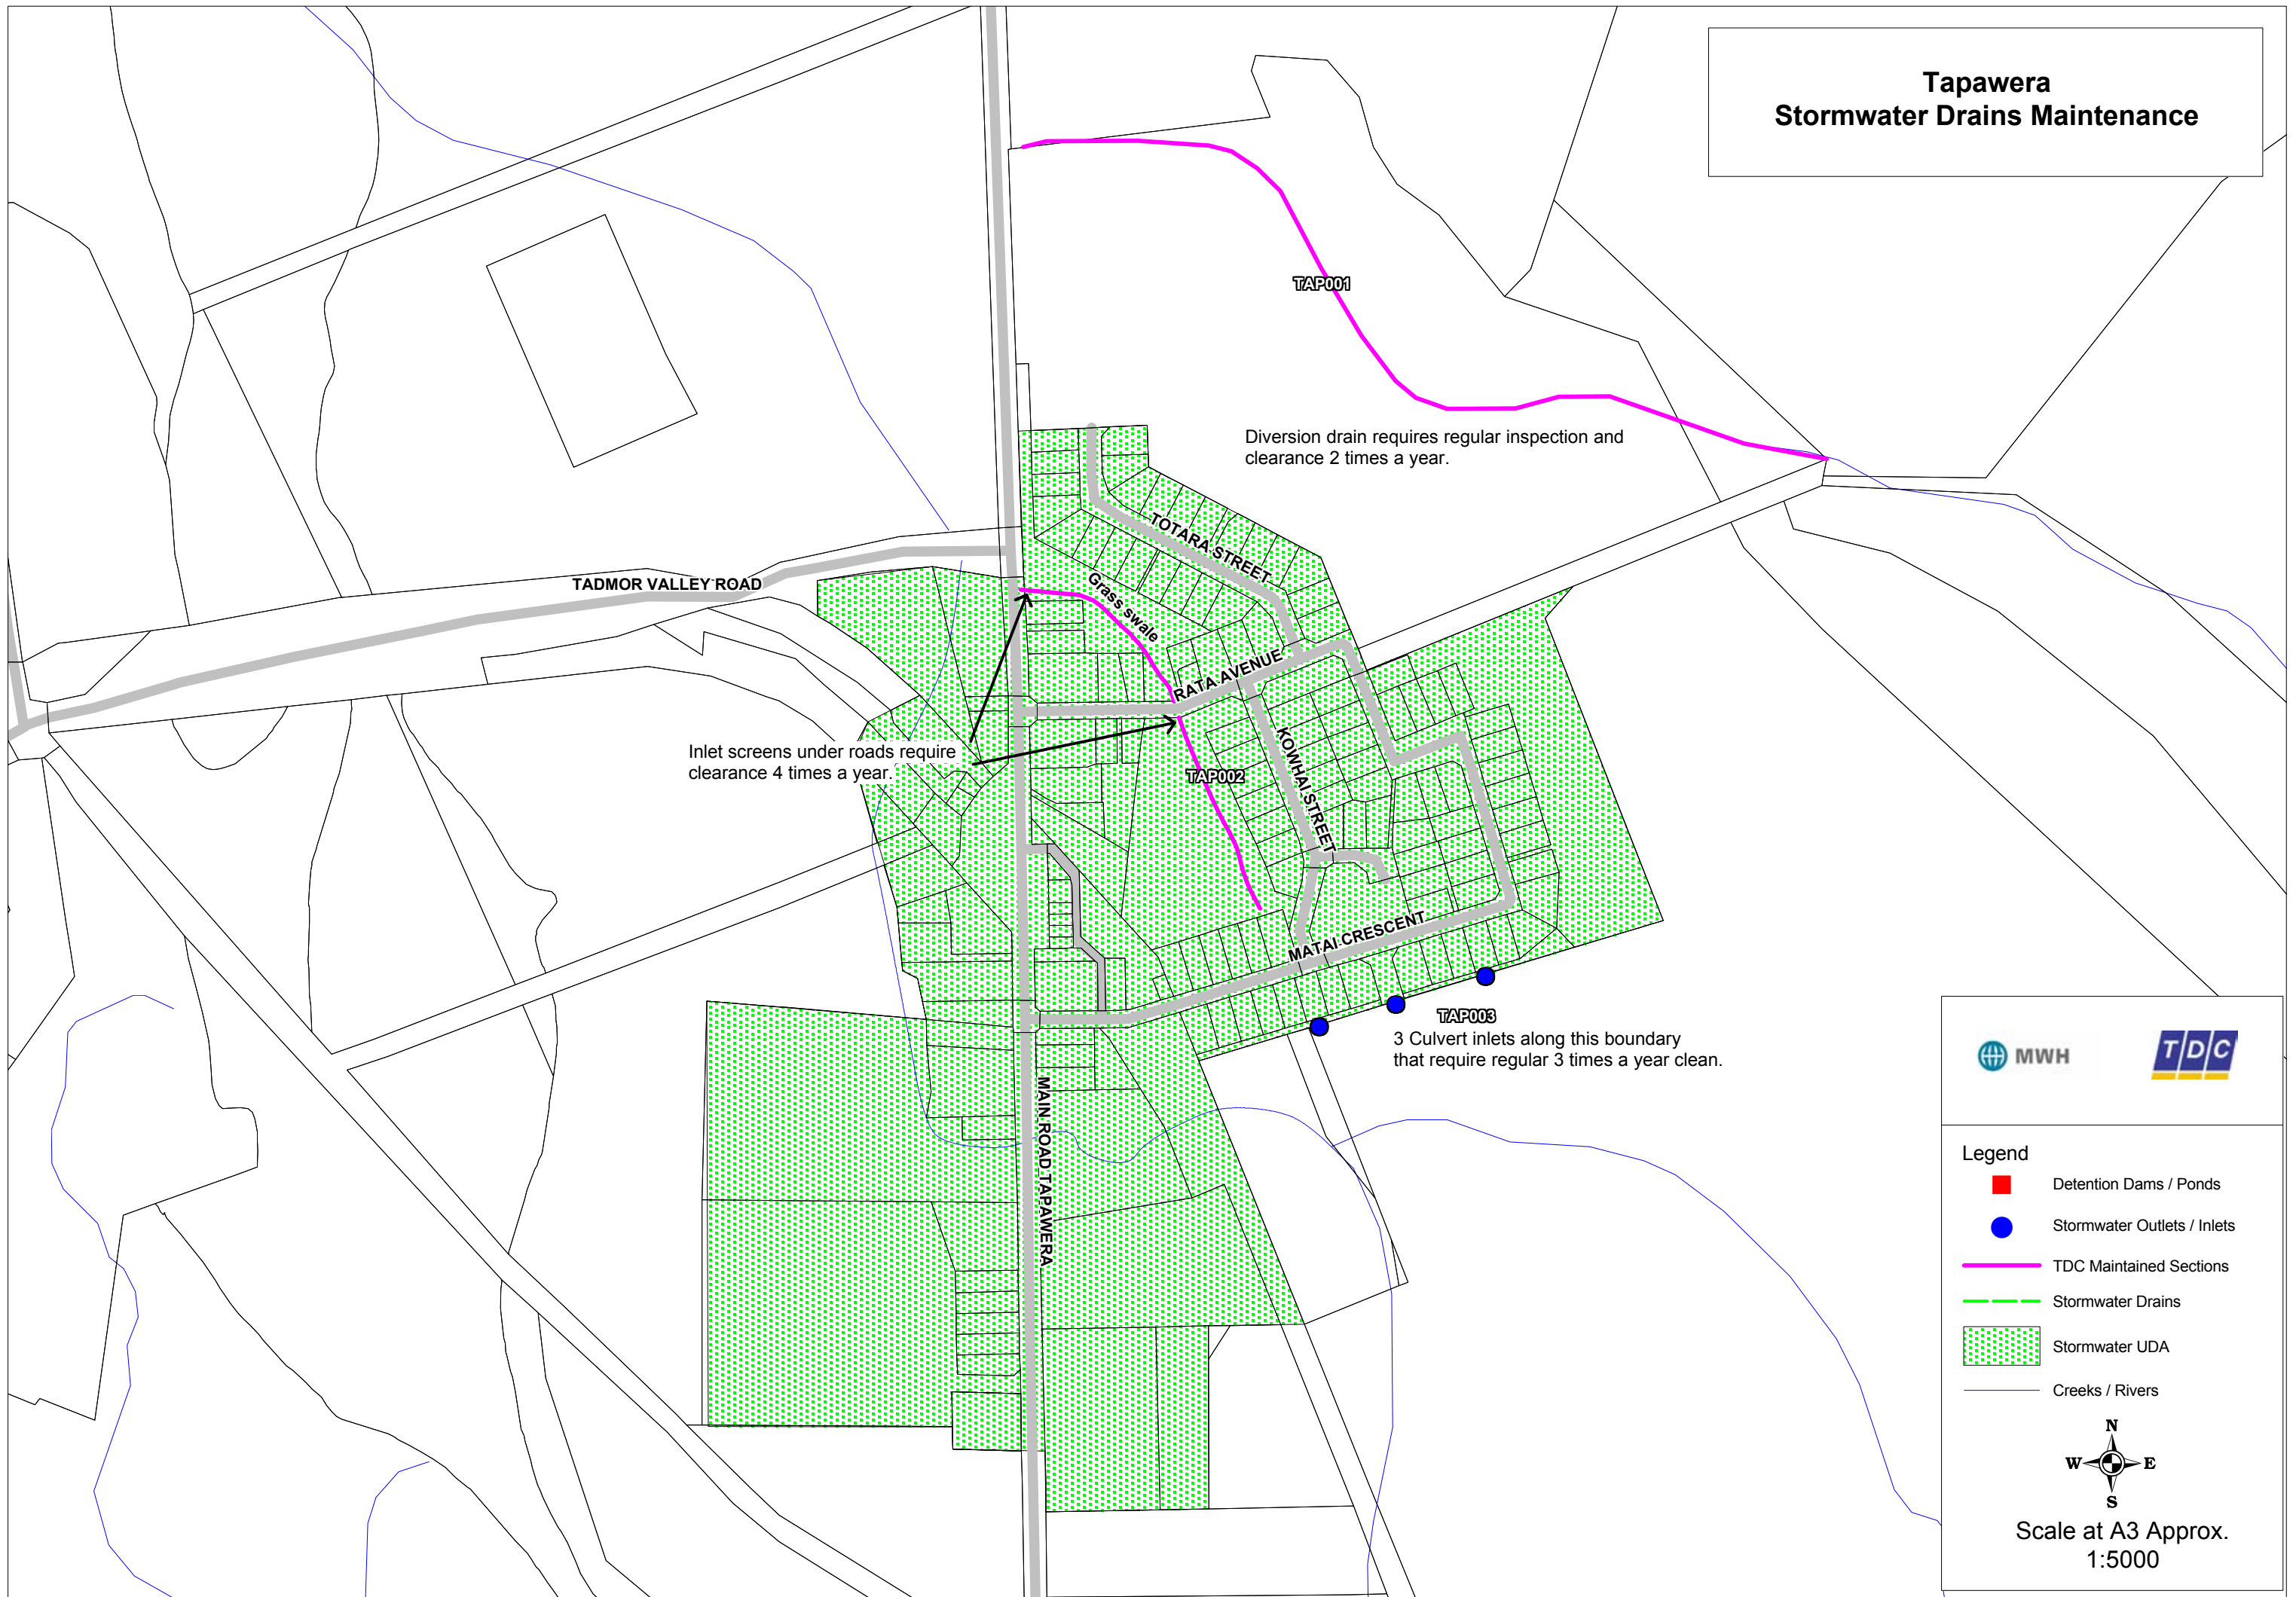 Tapawera
Stormwater Drains Maintenance
TAP001
Diversion drain requires regular inspection and
clearance 2 times a year.
TOTARA STREET
TADMOR VALLEY ROAD
Grass swale
RATA AVENUE
Inlet screens under roads require
clearance 4 times a year.
KOWHAI STREET
TAP002
MATAI CRESCENT
TAP003
3 Culvert inlets along this boundary
that require regular 3 times a year clean.
MAIN ROAD TAPAWERA
MWH
TDC
Legend
Detention Dams / Ponds
Stormwater Outlets / Inlets
TDC Maintained Sections
Stormwater Drains
Stormwater UDA
Creeks / Rivers
N
W E
S
Scale at A3 Approx.
1:5000